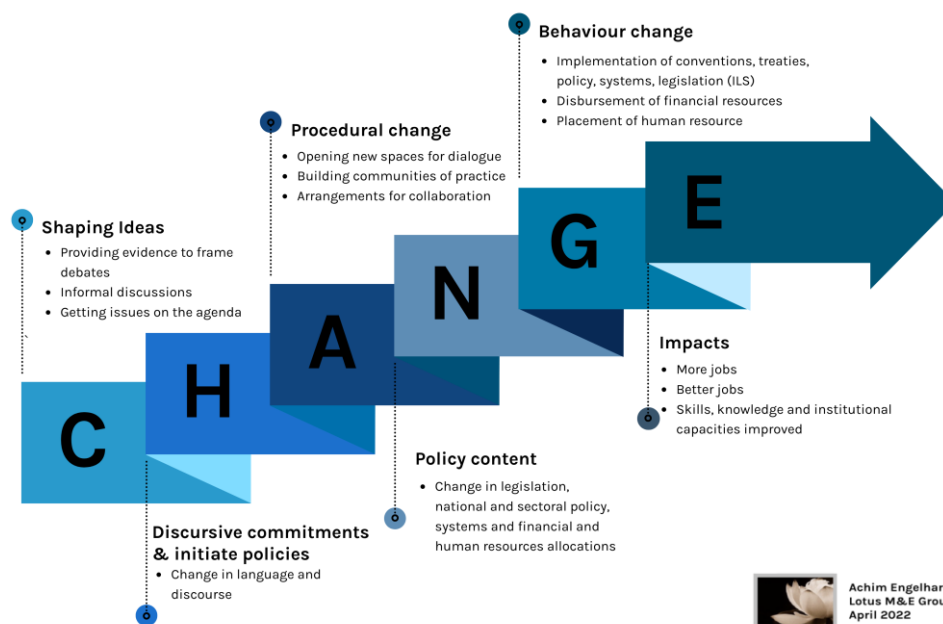 Behaviour change
• Implementation of conventions, treaties,
policy, systems, legislation (ILS)
• Disbursement of financial resources
• Placement of human resource
Procedural change
• Opening new spaces for dialogue
• Building communities of practice
• Arrangements for collaboration
Shaping Ideas
• Providing evidence to frame
debates
• Informal discussions
• Getting issues on the agenda
C H A N G E
Impacts
• More jobs
• Better jobs
• Skills, knowledge and institutional
capacities improved
Policy content
• Change in legislation,
national and sectoral policy,
systems and financial and
human resources allocations
Discursive commitments
& initiate policies
• Change in language and
discourse
Achim
Lotus M&E
April 2022